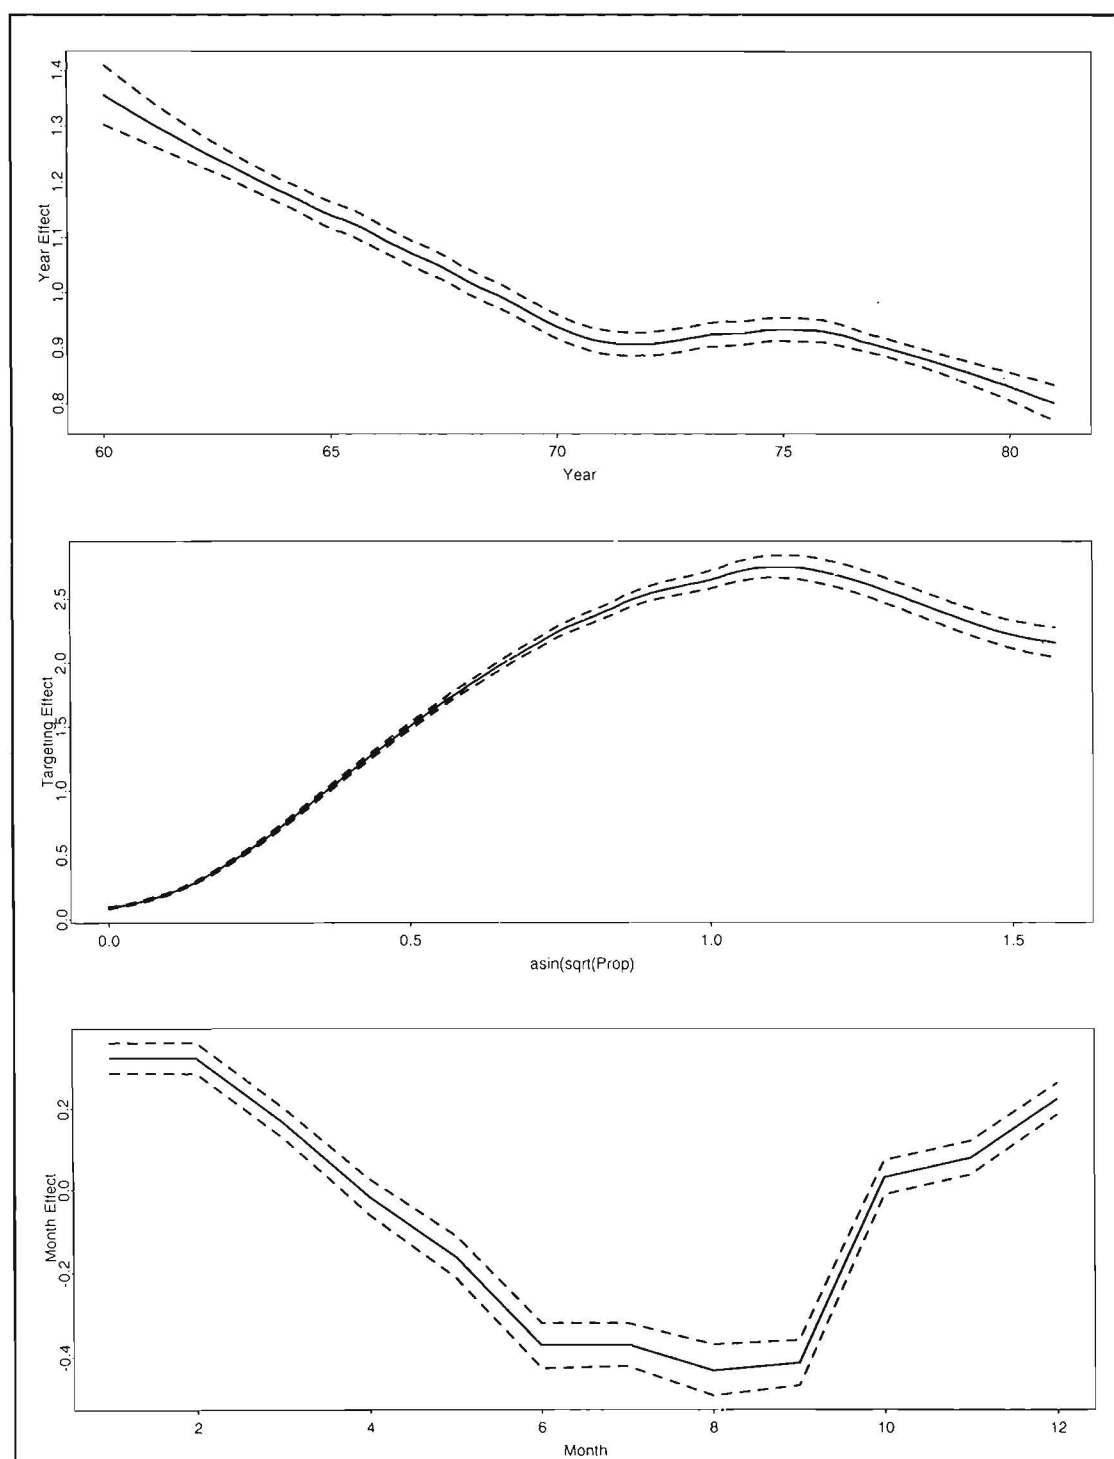 1.4
1.3
1.2
1.1
1.0
0.9
0.8
Year Effect
60 65 70 75 80
Year
2.5
2.0
1.5
1.0
0.5
0.0
Targeting Effect
0.0 0.5 1.0 1.5
asin(sqrt(Prop)
0.2
0.0
-0.2
-0.4
Month Effect
2 4 6 8 10 12
Month